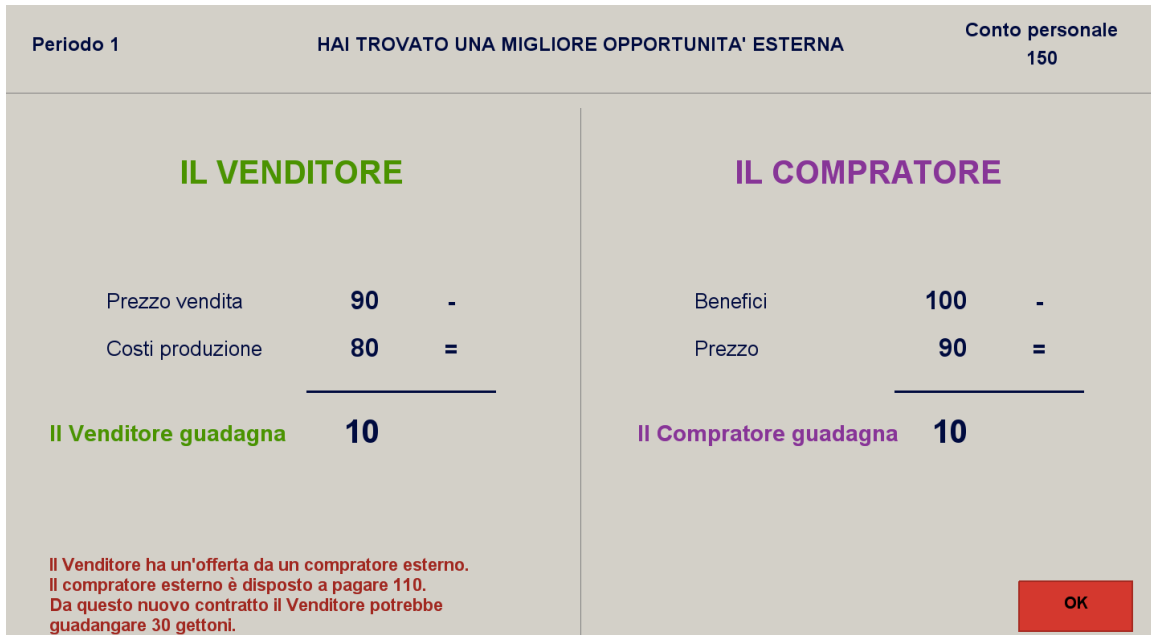 Periodo 1
HAI TROVATO UNA MIGLIORE OPPORTUNITA' ESTERNA
Conto personale
150
IL VENDITORE
Prezzo vendita 90 -
Costi produzione 80 =
Il Venditore guadagna 10
Il Venditore ha un'offerta da un compratore esterno.
Il compratore esterno è disposto a pagare 110.
Da questo nuovo contratto il Venditore potrebbe
guadangare 30 gettoni.
IL COMPRATORE
Benefici 100 -
Prezzo 90 =
Il Compratore guadagna 10
OK